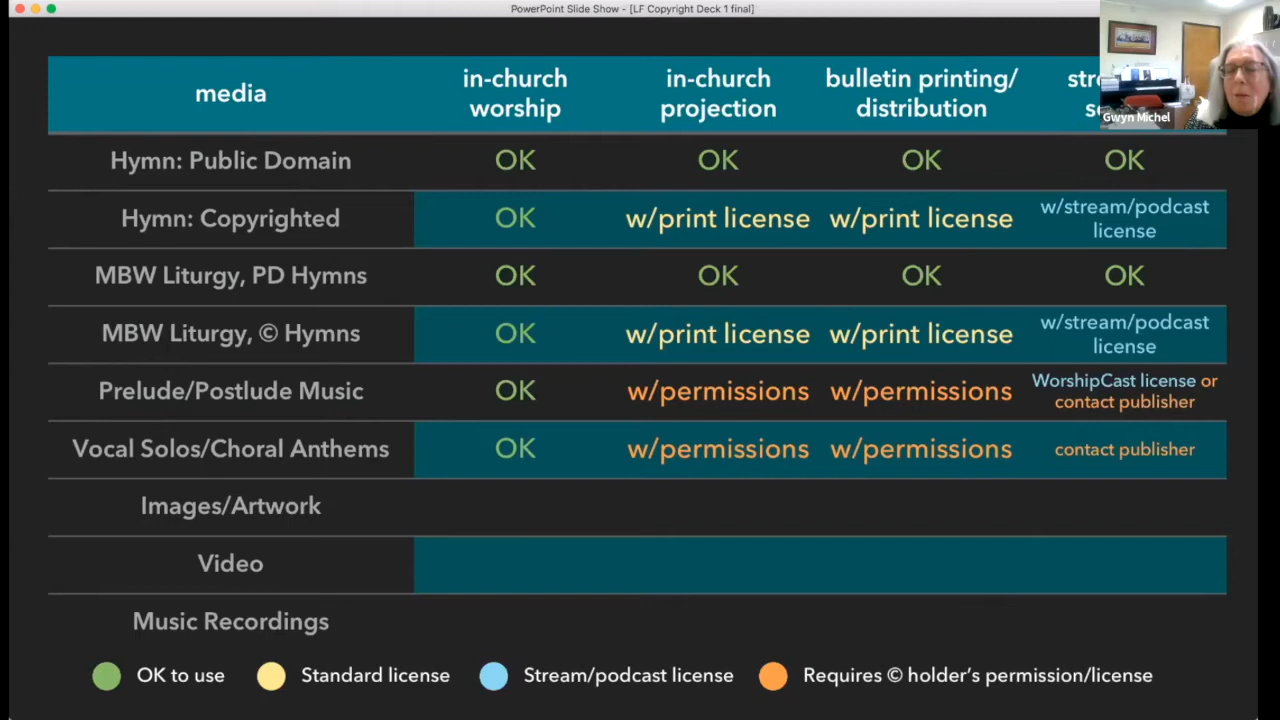 PowerPoint Slide Show - [LF Copyright Deck 1 final]
media
in-church worship
in-church projection
bulletin printing/ distribution
Gwyn Michel
Hymn: Public Domain OK OK OK OK
Hymn: Copyrighted OK w/print license w/print license w/stream/podcast license
MBW Liturgy, PD Hymns OK OK OK OK
MBW Liturgy, © Hymns OK w/print license w/print license w/stream/podcast license
Prelude/Postlude Music OK w/permissions w/permissions WorshipCast license or contact publisher
Vocal Solos/Choral Anthems OK w/permissions w/permissions contact publisher
Images/Artwork
Video
Music Recordings
OK to use Standard license Stream/podcast license Requires © holder’s permission/license